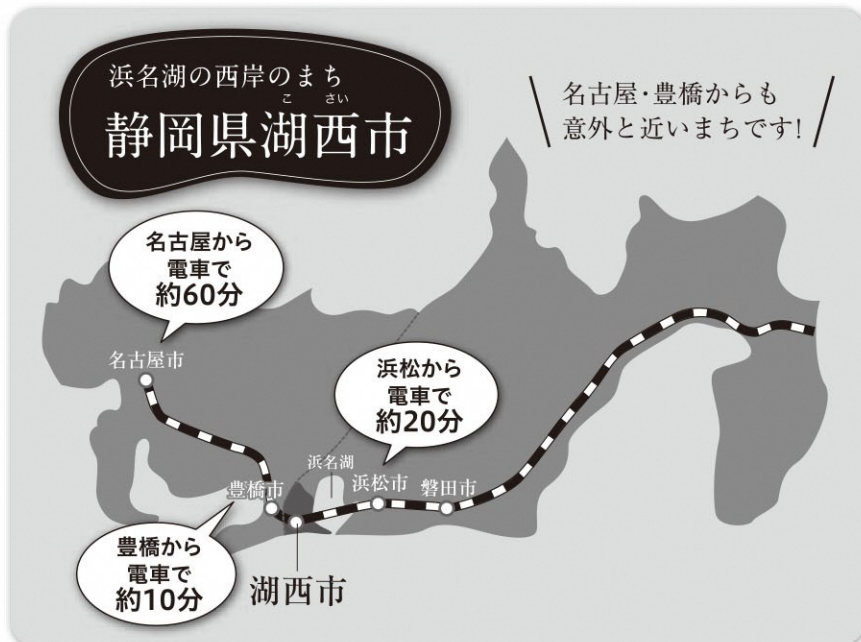 浜名湖の西岸のまち
こさい
静岡県湖西市
名古屋・豊橋からも
意外と近いまちです!
名古屋から
電車で
約60分
名古屋市
浜松から
電車で
約20分
浜名湖
豊橋市
浜松市
磐田市
豊橋から
電車で
約10分
湖西市